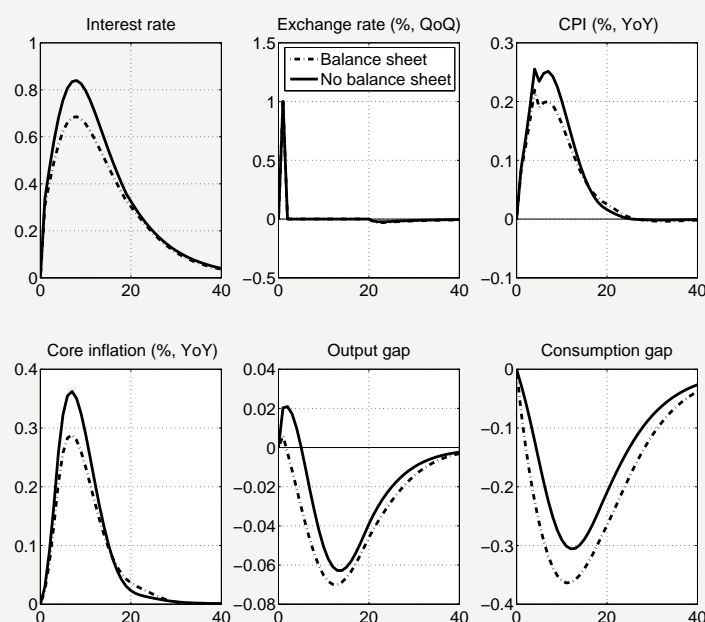 Interest rate
1
0.8
0.6
0.4
0.2
0
0 20 40
Exchange rate (%, QoQ)
1.5
1
0.5
0
−0.5
0 20 40
Balance sheet
No balance sheet
CPI (%, YoY)
0.3
0.2
0.1
0
−0.1
0 20 40
Core inflation (%, YoY)
0.4
0.3
0.2
0.1
0
0 20 40
Output gap
0.04
0.02
0
−0.02
−0.04
−0.06
−0.08
0 20 40
Consumption gap
0
−0.1
−0.2
−0.3
−0.4
0 20 40